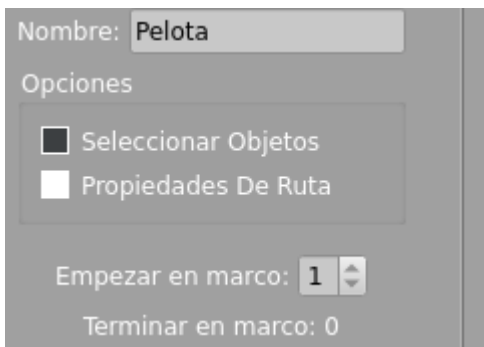 Nombre: Pelota
Opciones
Seleccionar Objetos
Propiedades De Ruta
Empezar en marco: 1
Terminar en marco: 0